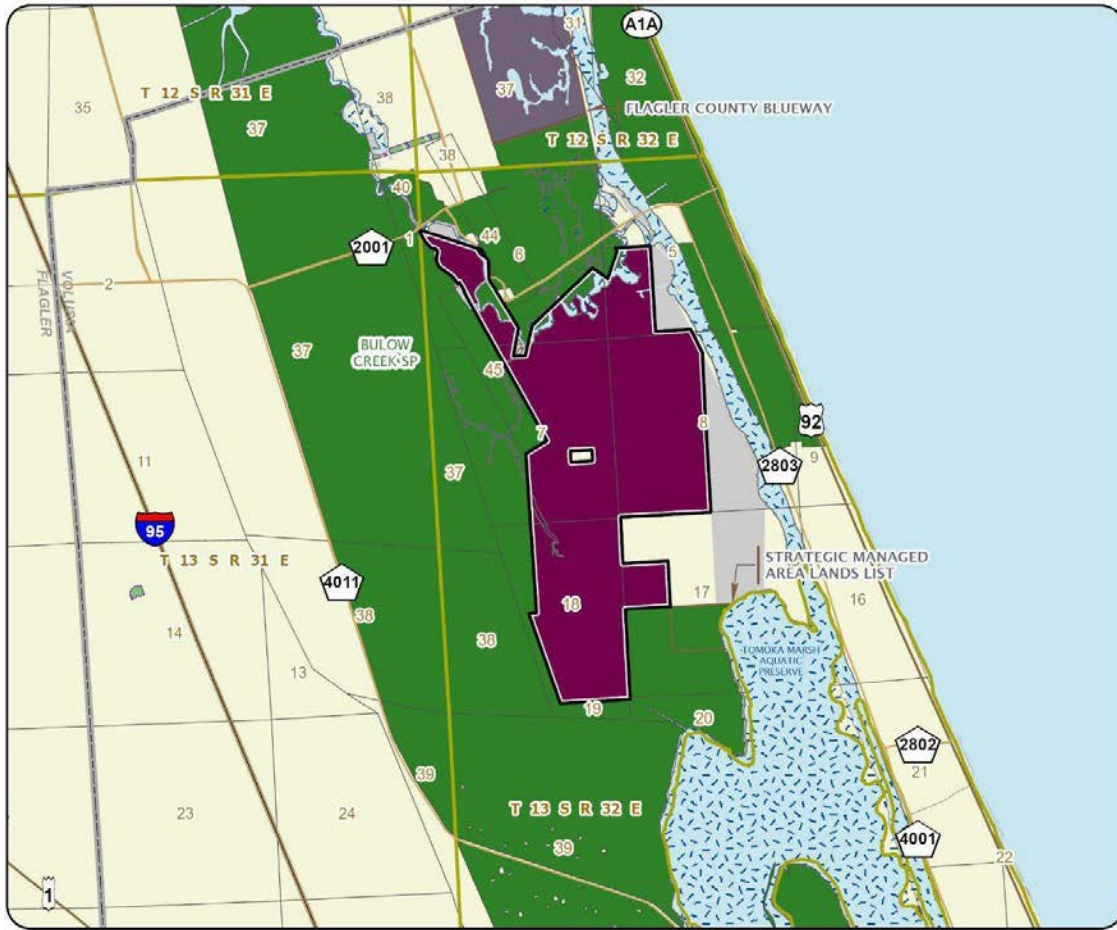 31
A1A
35
T 12 S R 31 E
38
37
32
37
FLAGLER COUNTY BLUEWAY
T 12 S R 32 E
38
40
2001
1
44
6
5
2
FLAGLER
VOLUSIA
37
BULOW
CREEK SP
45
7
8
92
9
2803
11
37
95
T 13 S R 31 E
4011
STRATEGIC MANAGED
AREA LANDS LIST
38
18
17
16
14
38
13
TOMOKA MARSH
AQUATIC
PRESERVE
19
20
2802
21
39
T 13 S R 32 E
23
24
39
4001
22
1